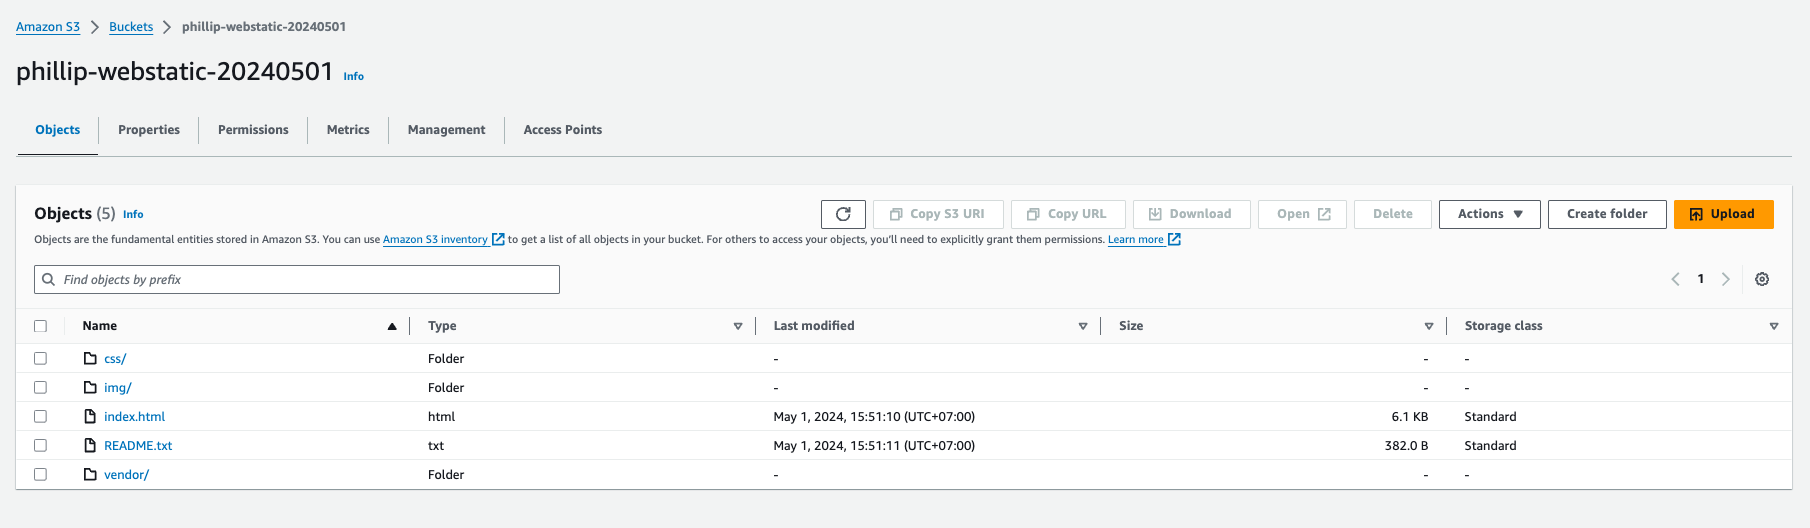 Amazon S3 > Buckets > phillip-webstatic-20240501
phillip-webstatic-20240501 Info
Objects Properties Permissions Metrics Management Access Points
Objects (5) Info Copy S3 URI Copy URL Download Open Delete Actions Create folder Upload
Objects are the fundamental entities stored in Amazon S3. You can use Amazon S3 inventory to get a list of all objects in your bucket. For others to access your objects, you'll need to explicitly grant them permissions. Learn more
Find objects by prefix 1
Name Type Last modified Size Storage class
css/ Folder - - -
img/ Folder - - -
index.html html May 1, 2024, 15:51:10 (UTC+07:00) 6.1 KB Standard
README.txt txt May 1, 2024, 15:51:11 (UTC+07:00) 382.0 B Standard
vendor/ Folder - - -